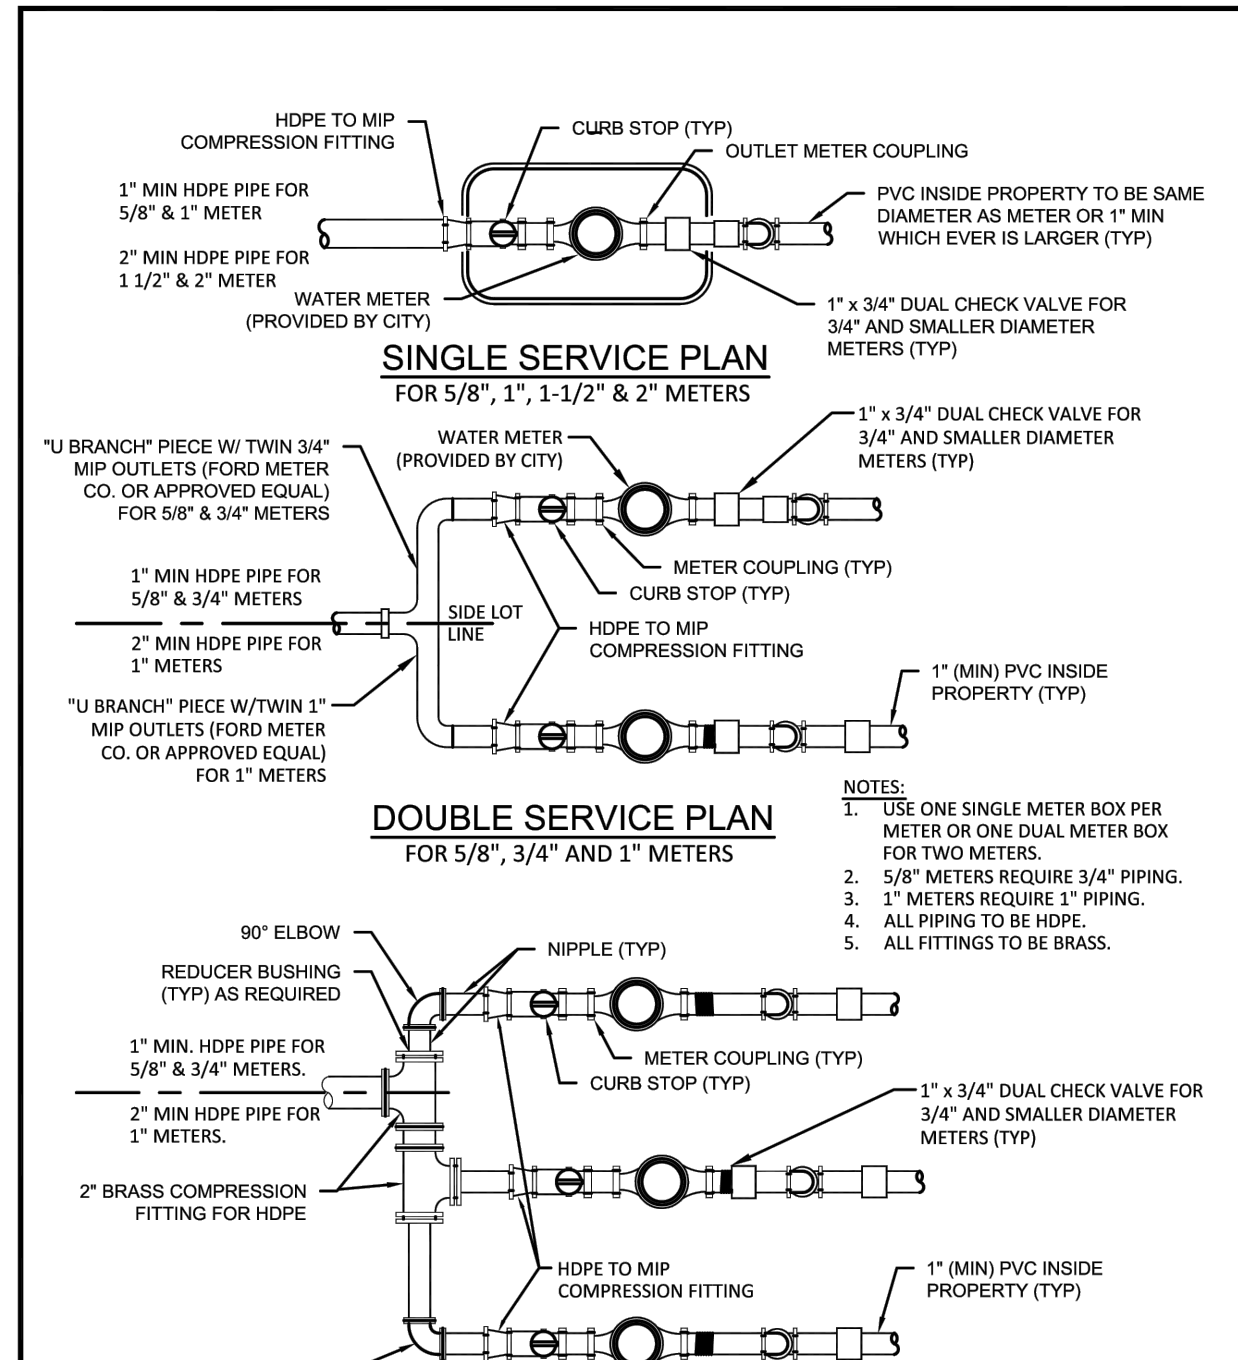 HDPE TO MIP
COMPRESSION FITTING
CURB STOP (TYP)
OUTLET METER COUPLING
1" MIN HDPE PIPE FOR
5/8" & 1" METER
PVC INSIDE PROPERTY TO BE SAME
DIAMETER AS METER OR 1" MIN
WHICH EVER IS LARGER (TYP)
2" MIN HDPE PIPE FOR
1 1/2" & 2" METER
WATER METER
(PROVIDED BY CITY)
1" x 3/4" DUAL CHECK VALVE FOR
3/4" AND SMALLER DIAMETER
METERS (TYP)
SINGLE SERVICE PLAN
FOR 5/8", 1", 1-1/2" & 2" METERS
"U BRANCH" PIECE W/ TWIN 3/4"
MIP OUTLETS (FORD METER
CO. OR APPROVED EQUAL)
FOR 5/8" & 3/4" METERS
WATER METER
(PROVIDED BY CITY)
1" x 3/4" DUAL CHECK VALVE FOR
3/4" AND SMALLER DIAMETER
METERS (TYP)
METER COUPLING (TYP)
CURB STOP (TYP)
1" MIN HDPE PIPE FOR
5/8" & 3/4" METERS
SIDE LOT
LINE
2" MIN HDPE PIPE FOR
1" METERS
HDPE TO MIP
COMPRESSION FITTING
1" (MIN) PVC INSIDE
PROPERTY (TYP)
"U BRANCH" PIECE W/TWIN 1"
MIP OUTLETS (FORD METER
CO. OR APPROVED EQUAL)
FOR 1" METERS
DOUBLE SERVICE PLAN
FOR 5/8", 3/4" AND 1" METERS
NOTES:
1. USE ONE SINGLE METER BOX PER
METER OR ONE DUAL METER BOX
FOR TWO METERS.
2. 5/8" METERS REQUIRE 3/4" PIPING.
3. 1" METERS REQUIRE 1" PIPING.
4. ALL PIPING TO BE HDPE.
5. ALL FITTINGS TO BE BRASS.
90° ELBOW
NIPPLE (TYP)
REDUCER BUSHING
(TYP) AS REQUIRED
1" MIN. HDPE PIPE FOR
5/8" & 3/4" METERS.
METER COUPLING (TYP)
CURB STOP (TYP)
2" MIN HDPE PIPE FOR
1" METERS.
1" x 3/4" DUAL CHECK VALVE FOR
3/4" AND SMALLER DIAMETER
METERS (TYP)
2" BRASS COMPRESSION
FITTING FOR HDPE
HDPE TO MIP
COMPRESSION FITTING
1" (MIN) PVC INSIDE
PROPERTY (TYP)